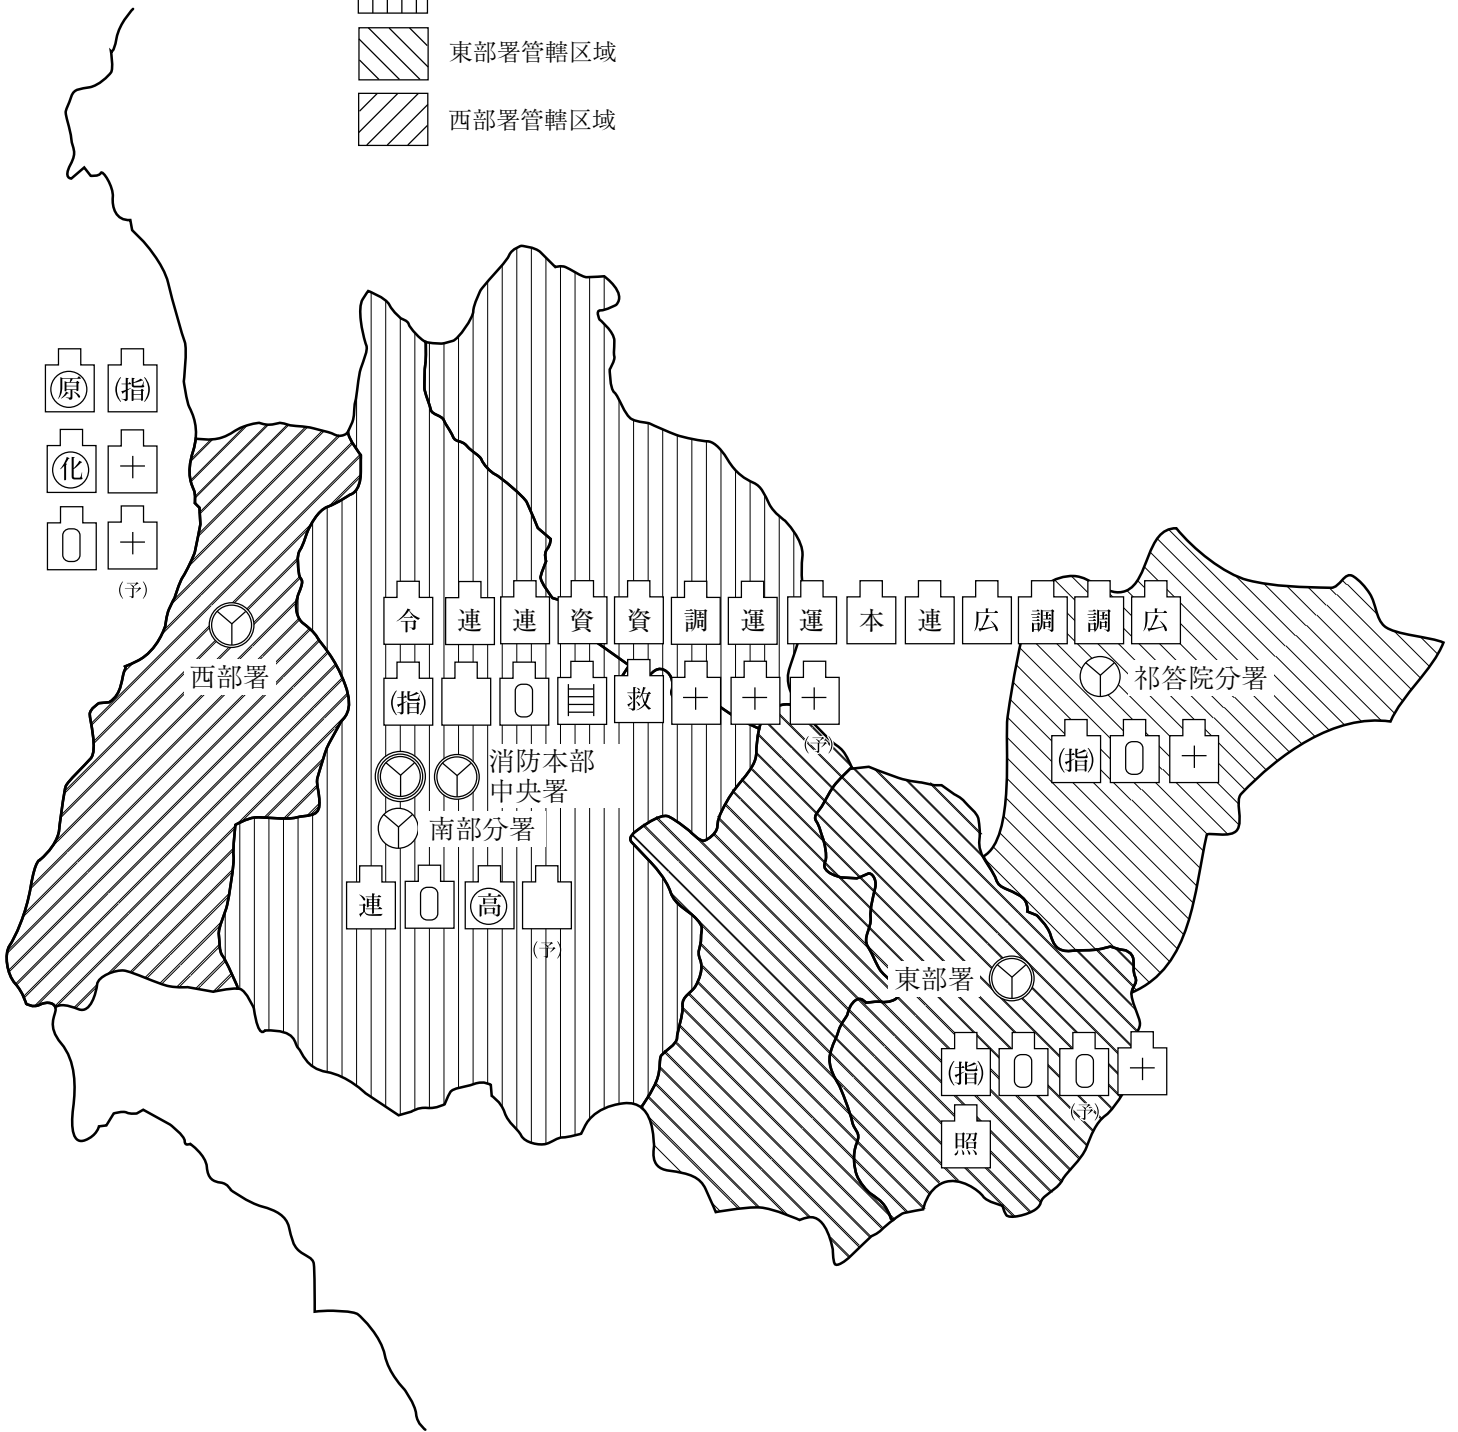 東部署管轄区域
西部署管轄区域
原 (指)
化
(予)
西部署
令 連 連 資 資 調 運 運 本 連 広 調 調 広
(指) 救
(予)
消防本部
中央署
南部分署
連 高
(予)
祁答院分署
(指)
東部署
(指)
(予)
照